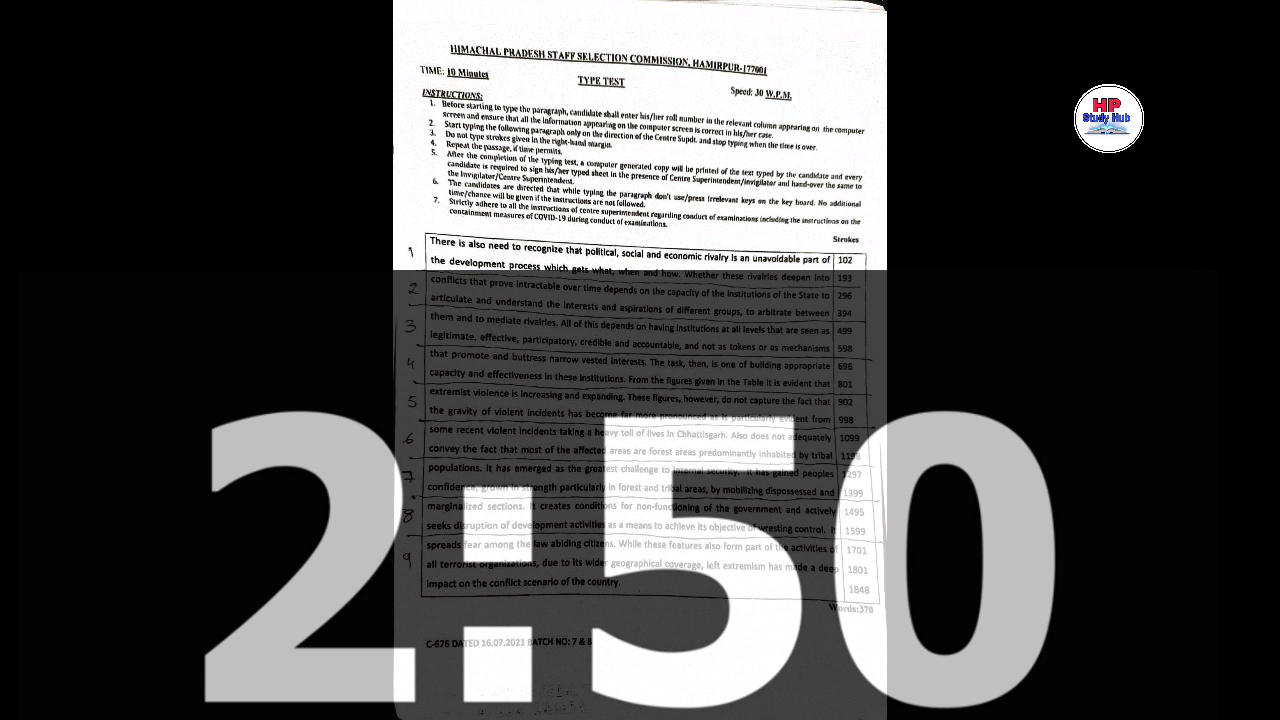 HIMACHAL PRADESH STAFF SELECTION COMMISSION, HAMIRPUR-177001
TIME: 10 Minutes
TYPE TEST
Speed: 30 W.P.M.
HP
Study Hub
INSTRUCTIONS:
1. Before starting to type the paragraph, candidate shall enter his/her roll number in the relevant column appearing on the computer
screen and ensure that all the information appearing on the computer screen is correct in his/her case.
2. Start typing the following paragraph only on the direction of the Centre Supdt. and stop typing when the time is over.
3. Do not type strokes given in the right-hand margin.
4. Repeat the passage, if time permits.
5. After the completion of the typing test, a computer generated copy will be printed of the text typed by the candidate and every
candidate is required to sign his/her typed sheet in the presence of Centre Superintendent/invigilator and hand-over the same to
the Invigilator/Centre Superintendent.
6. The candidates are directed that while typing the paragraph don't use/press irrelevant keys on the key board. No additional
time/chance will be given if the instructions are not followed.
7. Strictly adhere to all the instructions of centre superintendent regarding conduct of examinations including the instructions on the
containment measures of COVID-19 during conduct of examinations.
Strokes
1 There is also need to recognize that political, social and economic rivalry is an unavoidable part of 102
the development process which gets what, when and how. Whether these rivalries deepen into 193
2 conflicts that prove intractable over time depends on the capacity of the institutions of the State to 296
articulate and understand the interests and aspirations of different groups, to arbitrate between 394
3 them and to mediate rivalries. All of this depends on having institutions at all levels that are seen as 499
legitimate, effective, participatory, credible and accountable, and not as tokens or as mechanisms 598
4 that promote and buttress narrow vested interests. The task, then, is one of building appropriate 696
capacity and effectiveness in these institutions. From the figures given in the Table it is evident that 801
5 extremist violence is increasing and expanding. These figures, however, do not capture the fact that 902
the gravity of violent incidents has become far more pronounced as is particularly evident from 998
6 some recent violent incidents taking a heavy toll of lives in Chhattisgarh. Also does not adequately 1099
convey the fact that most of the affected areas are forest areas predominantly inhabited by tribal 1198
7 populations. It has emerged as the greatest challenge to internal security. It has gained peoples 1297
confidence, grown in strength particularly in forest and tribal areas, by mobilizing dispossessed and 1399
8 marginalized sections. It creates conditions for non-functioning of the government and actively 1495
seeks disruption of development activities as a means to achieve its objective of wresting control. It 1599
9 spreads fear among the law abiding citizens. While these features also form part of the activities of 1701
all terrorist organizations, due to its wider geographical coverage, left extremism has made a deep 1801
impact on the conflict scenario of the country. 1848
Words:370
C-676 DATED 16.07.2021 BATCH NO: 7 & 8
2:50